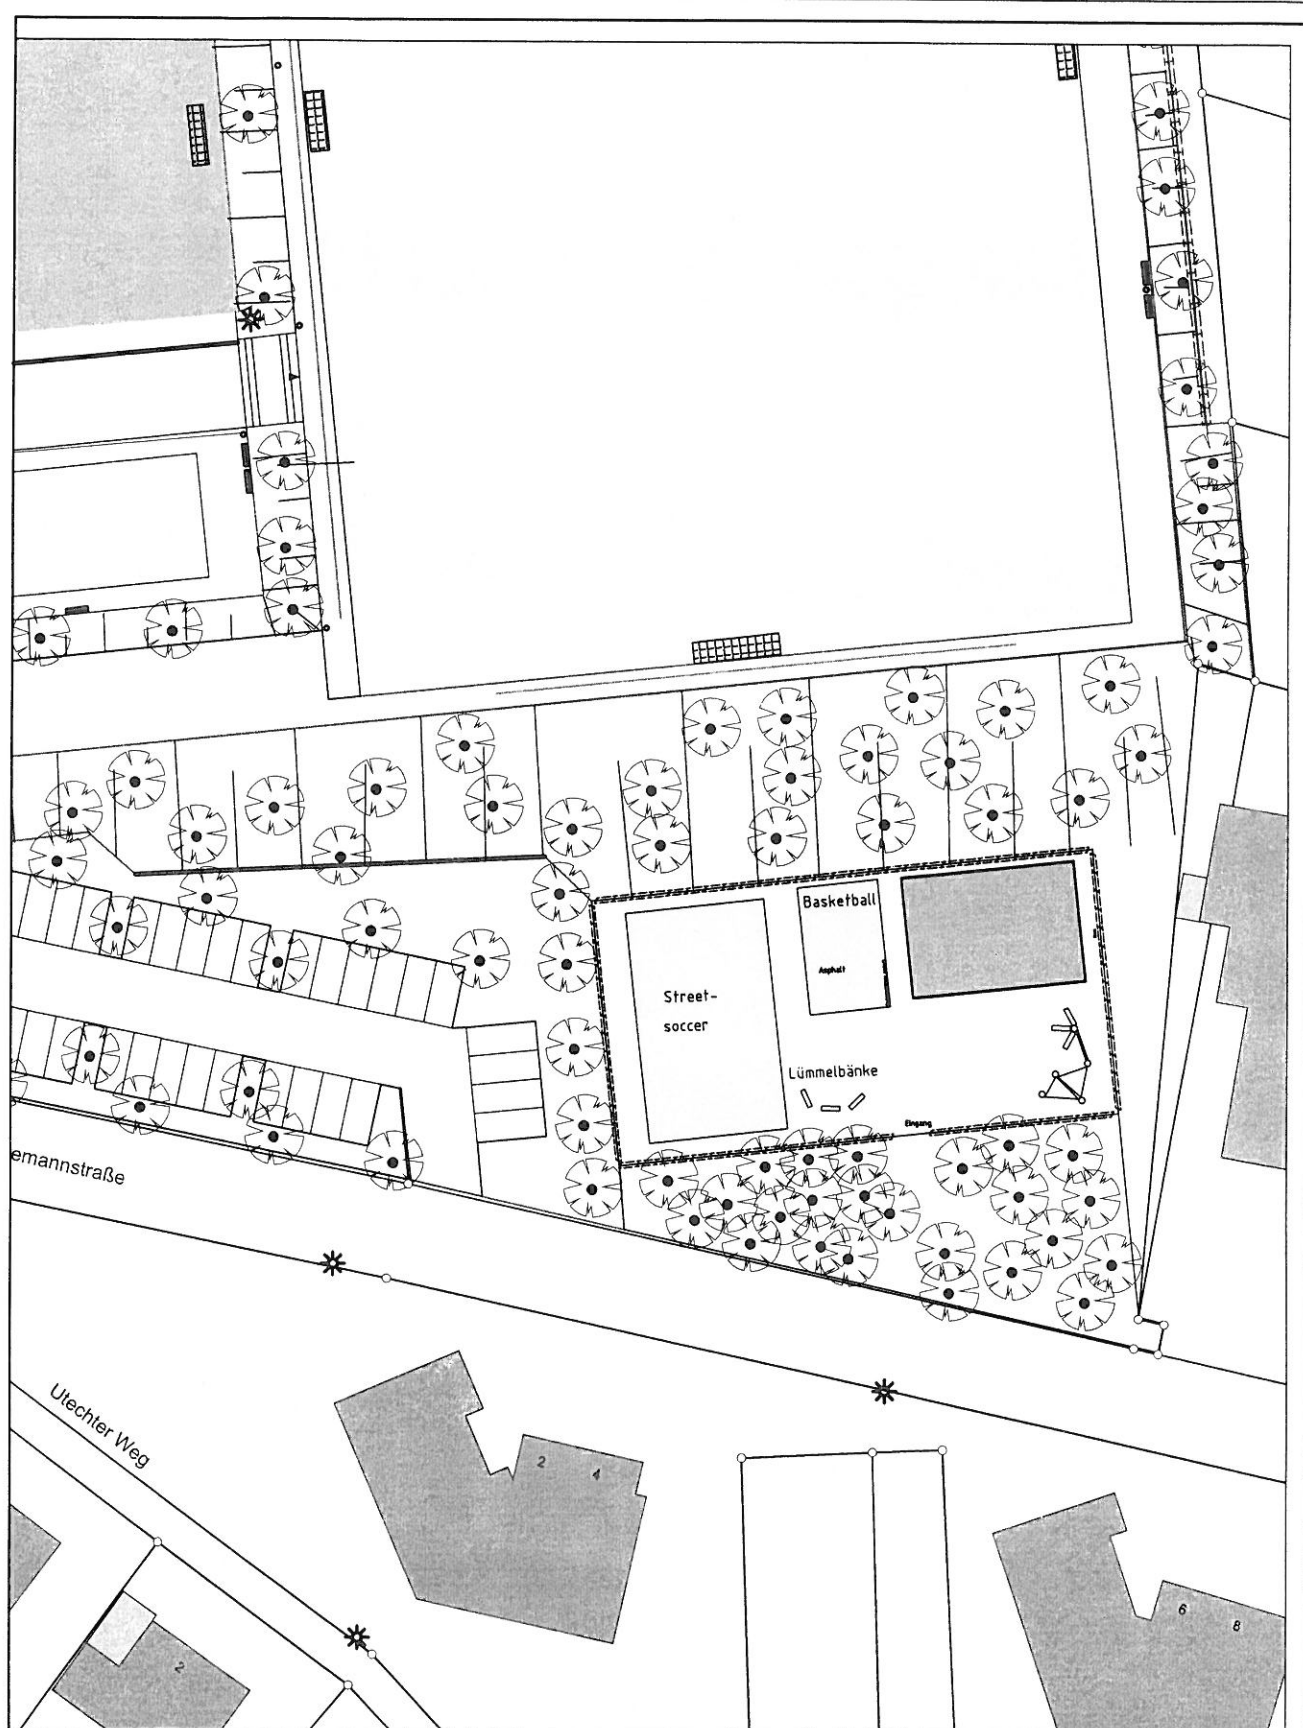 Basketball
Asphalt
Street-
soccer
Lümmelbänke
Eingang
emannstraße
Utechter Weg
2
4
6
8
2